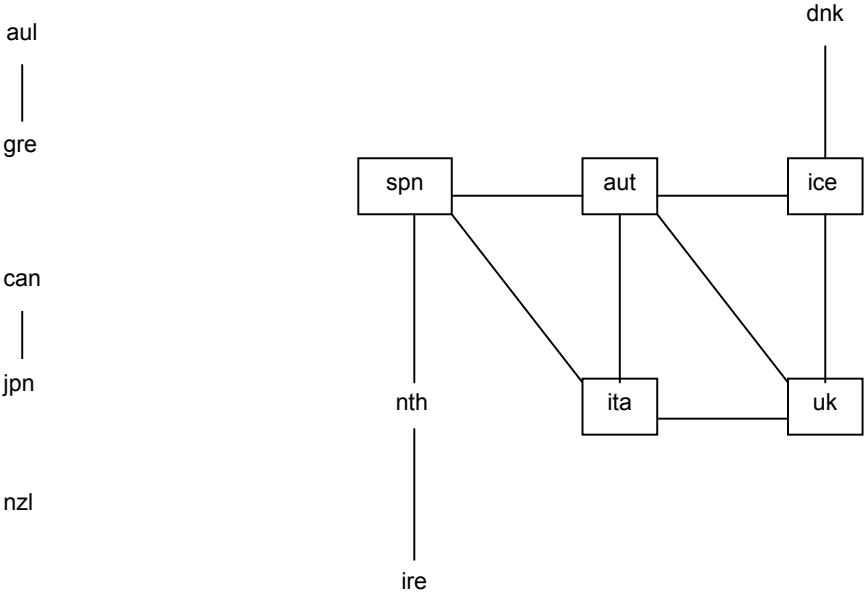 dnk
aul
gre
spn
aut
ice
can
jpn
nth
ita
uk
nzl
ire